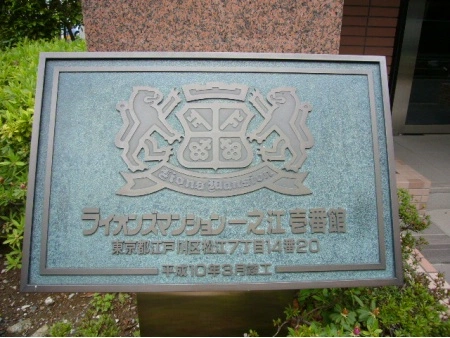 Lions Mansion
ライオンズマンション一之江壱番館
東京都江戸川区松江7丁目14番20
平成10年3月竣工